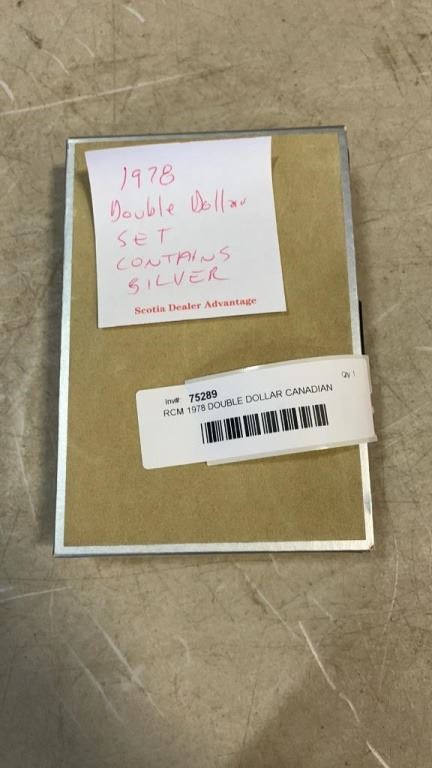 1978
Double Dollar
SET
CONTAINS
SILVER
Scotia Dealer Advantage
Inv#: 75289
Qty 1
RCM 1978 DOUBLE DOLLAR CANADIAN